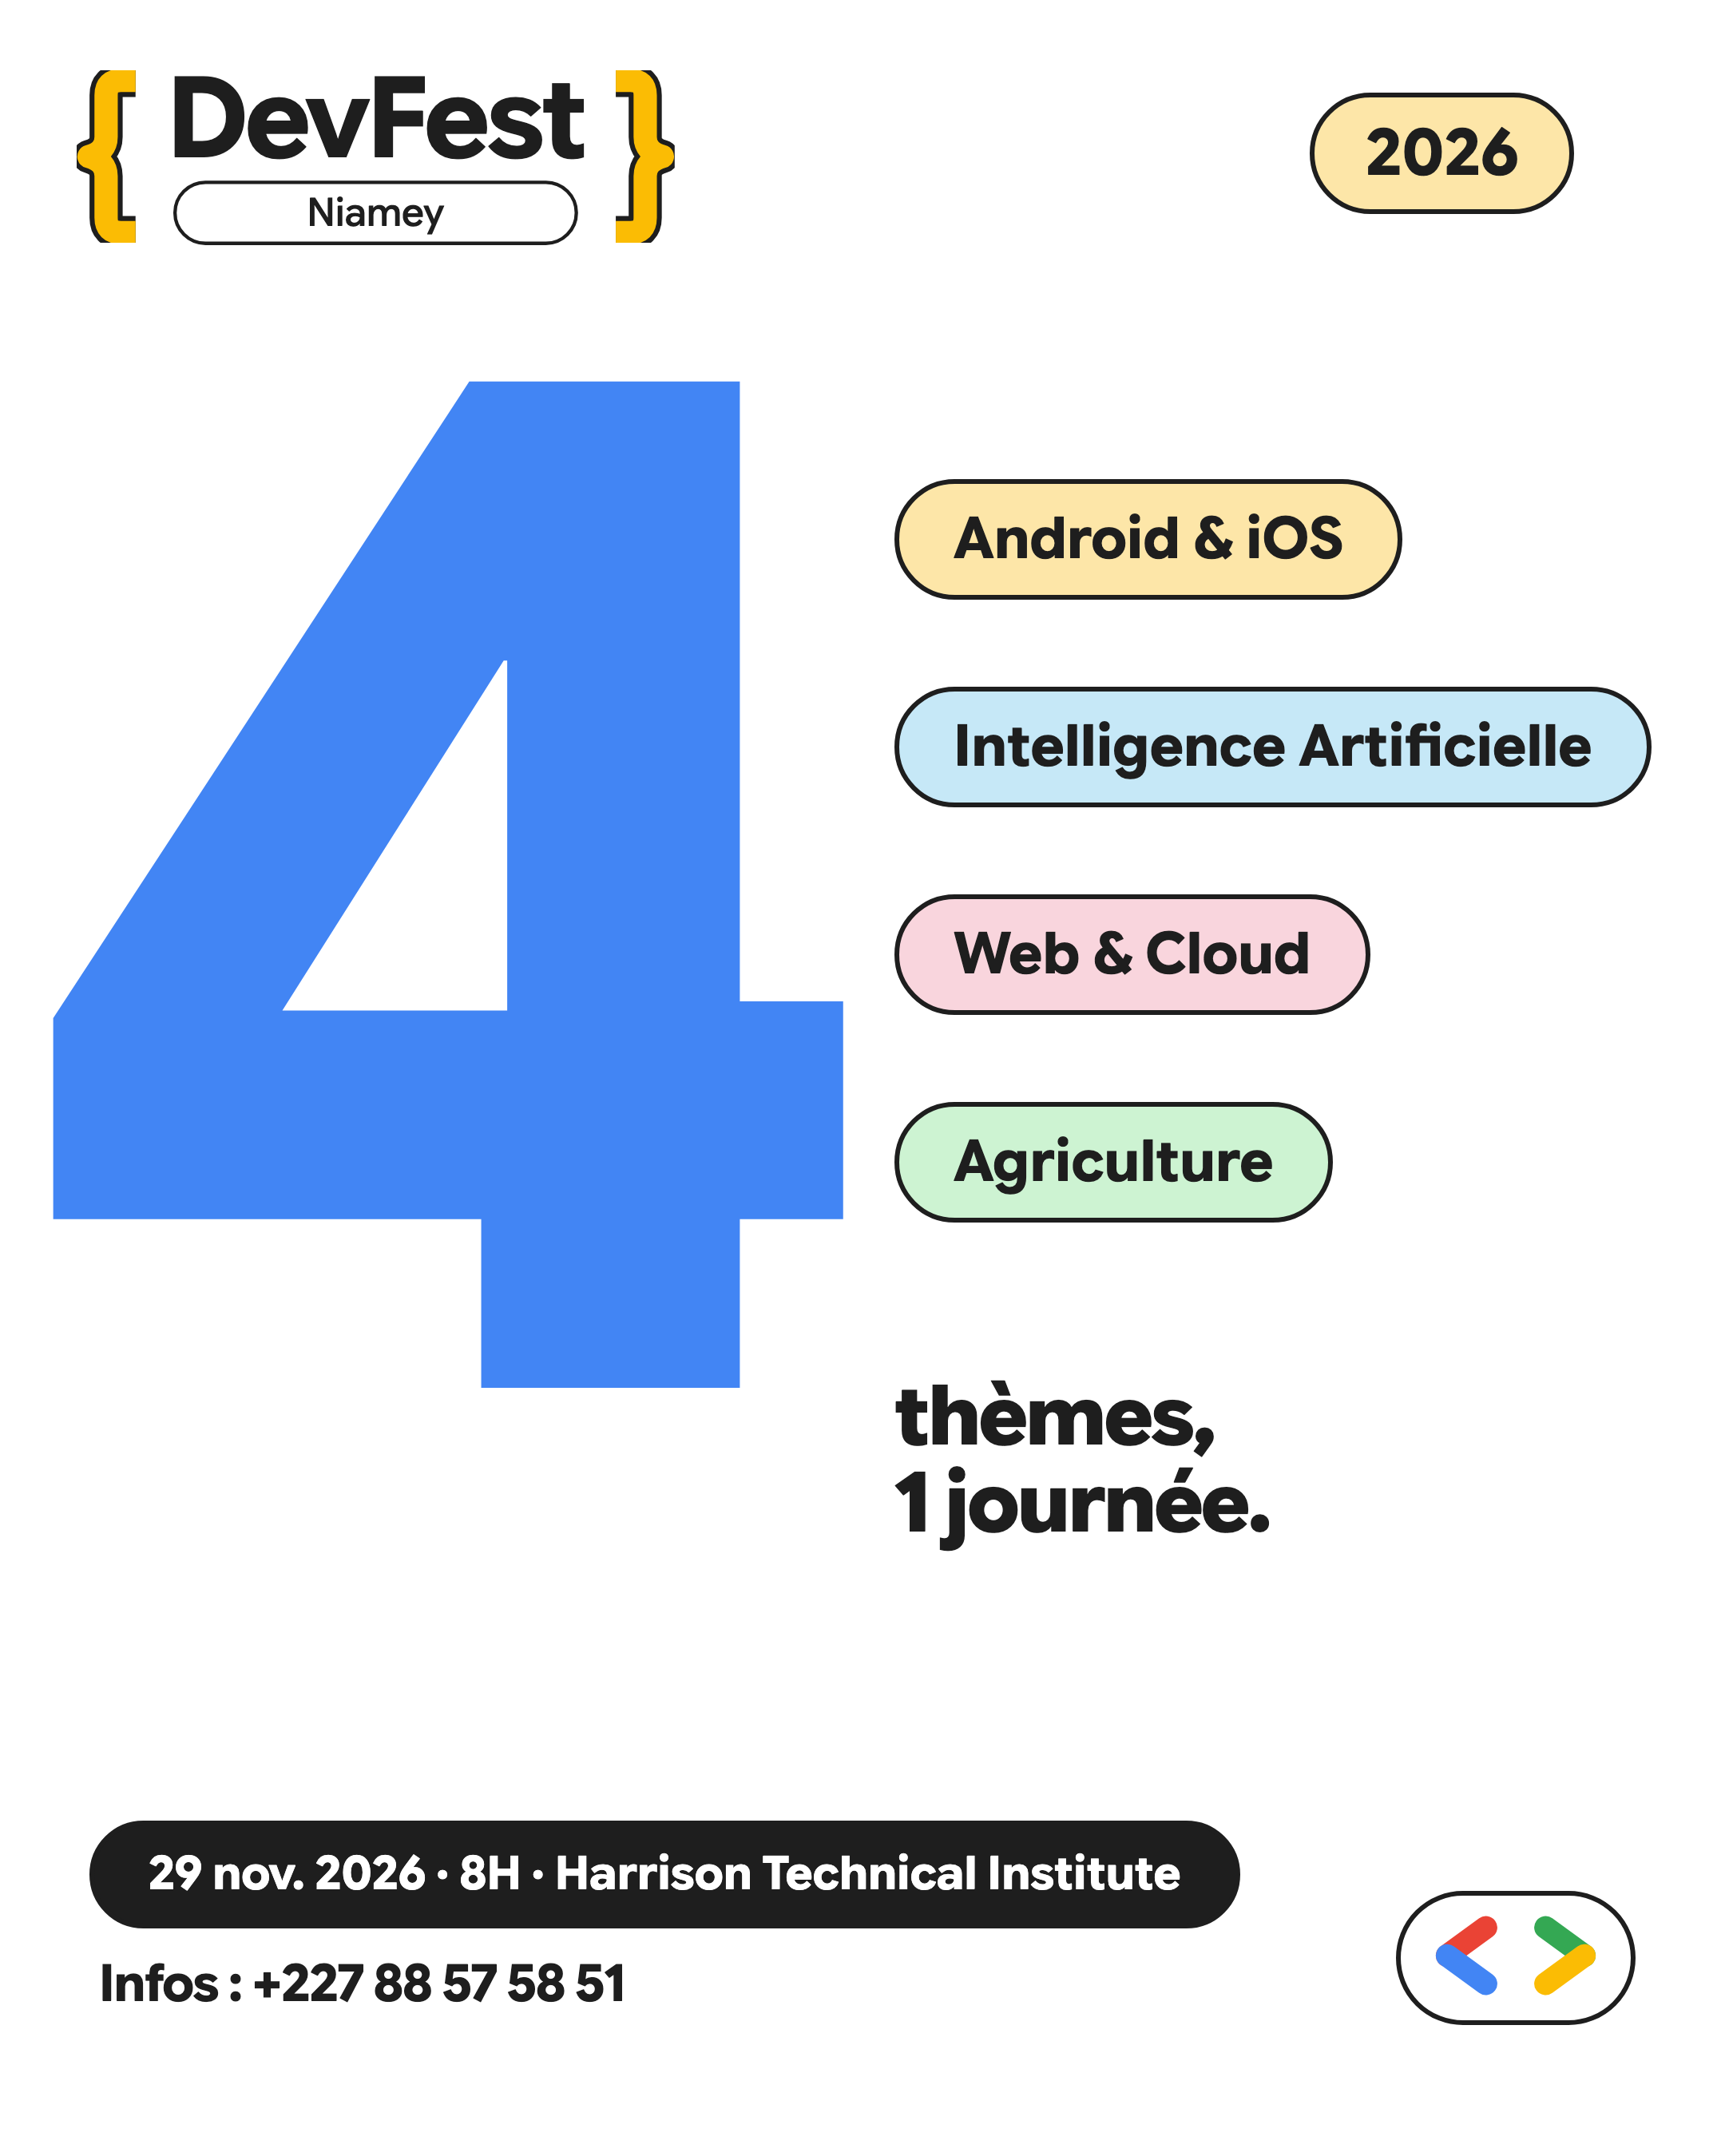 DevFest
Niamey
2026
4
Android & iOS
Intelligence Artificielle
Web & Cloud
Agriculture
thèmes,
1 journée.
29 nov. 2026 · 8H · Harrison Technical Institute
Infos : +227 88 57 58 51